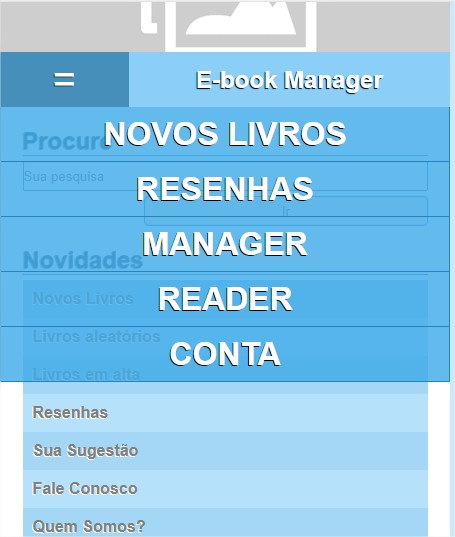 =
E-book Manager
NOVOS LIVROS
Procure
Sua pesquisa
RESENHAS
Ir
MANAGER
Novidades
READER
Novos Livros
Livros aleatórios
CONTA
Livros em alta
Resenhas
Sua Sugestão
Fale Conosco
Quem Somos?